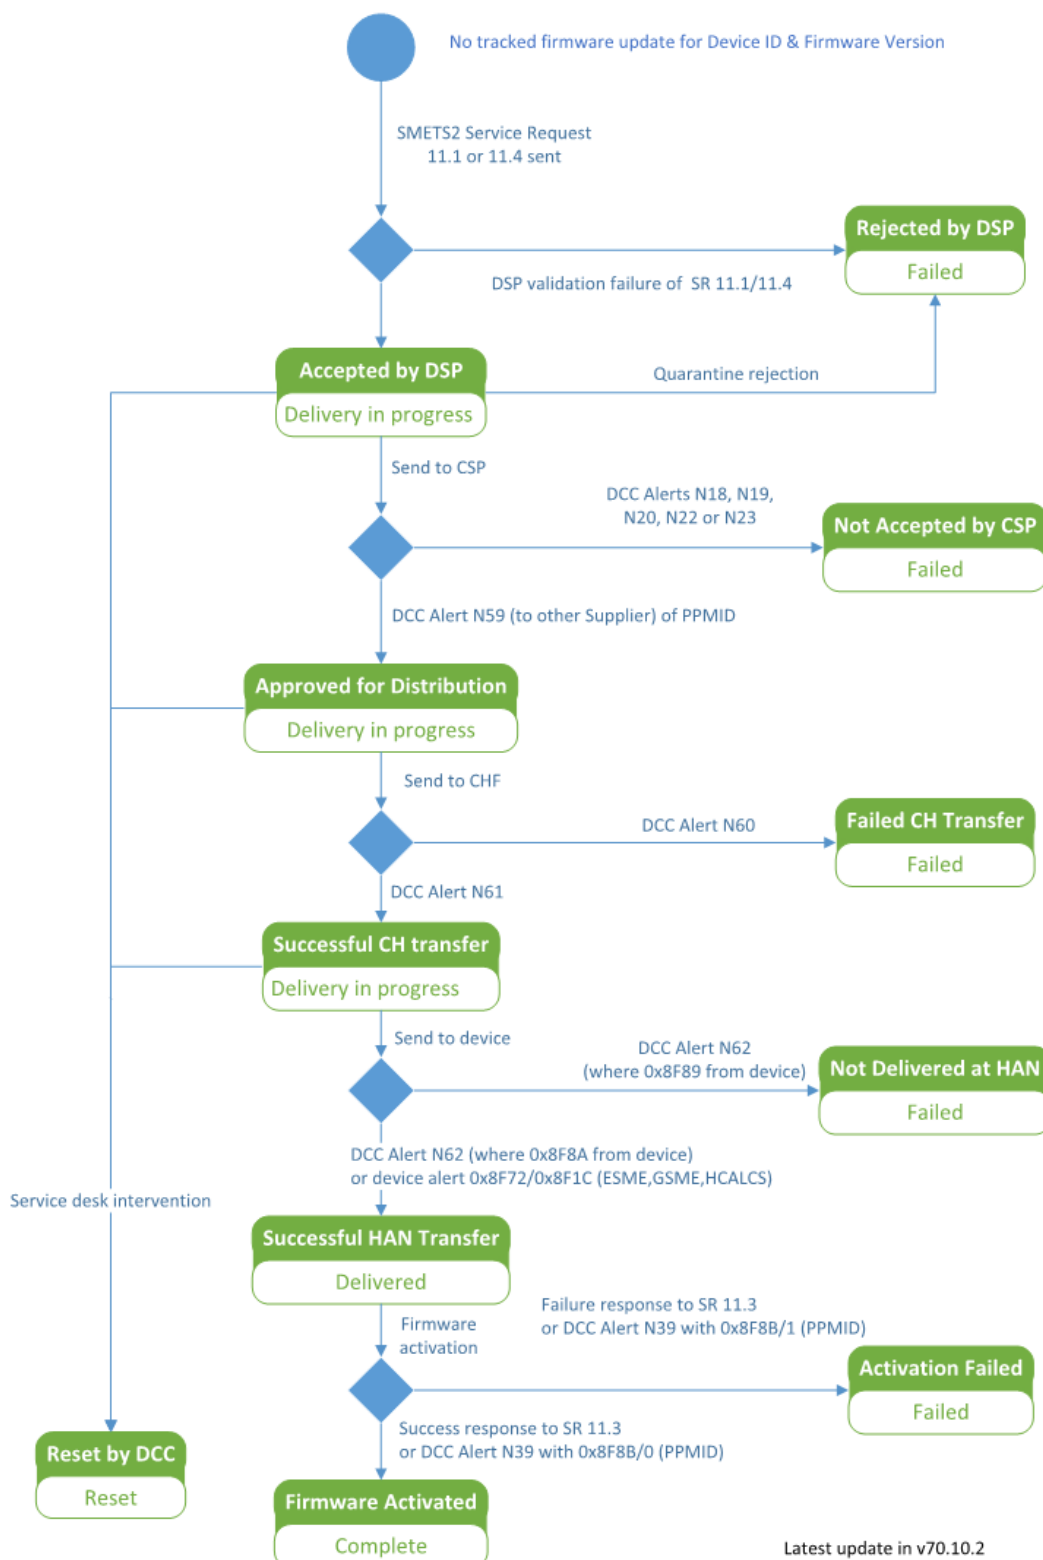 No tracked firmware update for Device ID & Firmware Version
SMETS2 Service Request
11.1 or 11.4 sent
Rejected by DSP
Failed
DSP validation failure of SR 11.1/11.4
Accepted by DSP
Delivery in progress
Quarantine rejection
Send to CSP
DCC Alerts N18, N19,
N20, N22 or N23
Not Accepted by CSP
Failed
DCC Alert N59 (to other Supplier) of PPMID
Approved for Distribution
Delivery in progress
Send to CHF
DCC Alert N60
Failed CH Transfer
Failed
DCC Alert N61
Successful CH transfer
Delivery in progress
Send to device
DCC Alert N62
(where 0x8F89 from device)
Not Delivered at HAN
Failed
DCC Alert N62 (where 0x8F8A from device)
or device alert 0x8F72/0x8F1C (ESME,GSME,HCALCS)
Service desk intervention
Successful HAN Transfer
Delivered
Firmware
activation
Failure response to SR 11.3
or DCC Alert N39 with 0x8F8B/1 (PPMID)
Activation Failed
Failed
Success response to SR 11.3
or DCC Alert N39 with 0x8F8B/0 (PPMID)
Reset by DCC
Reset
Firmware Activated
Complete
Latest update in v70.10.2